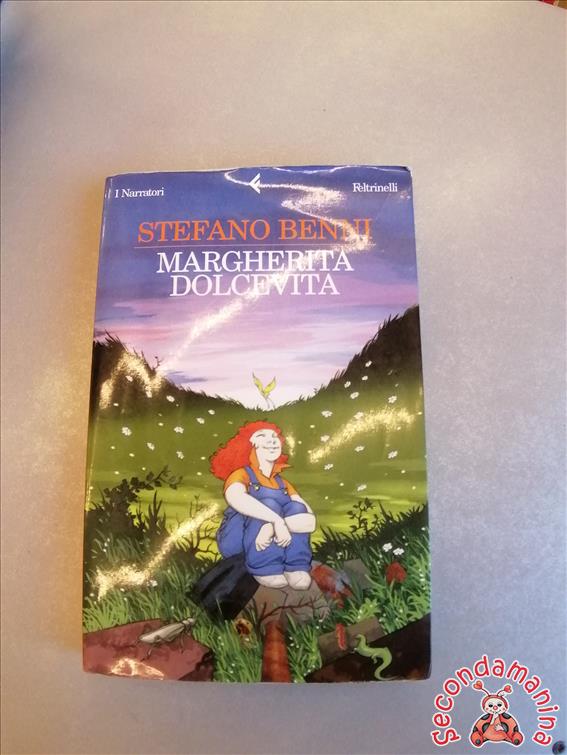 I Narratori
Feltrinelli
STEFANO BENNI
MARGHERITA
DOLCEVITA
Secondamanina